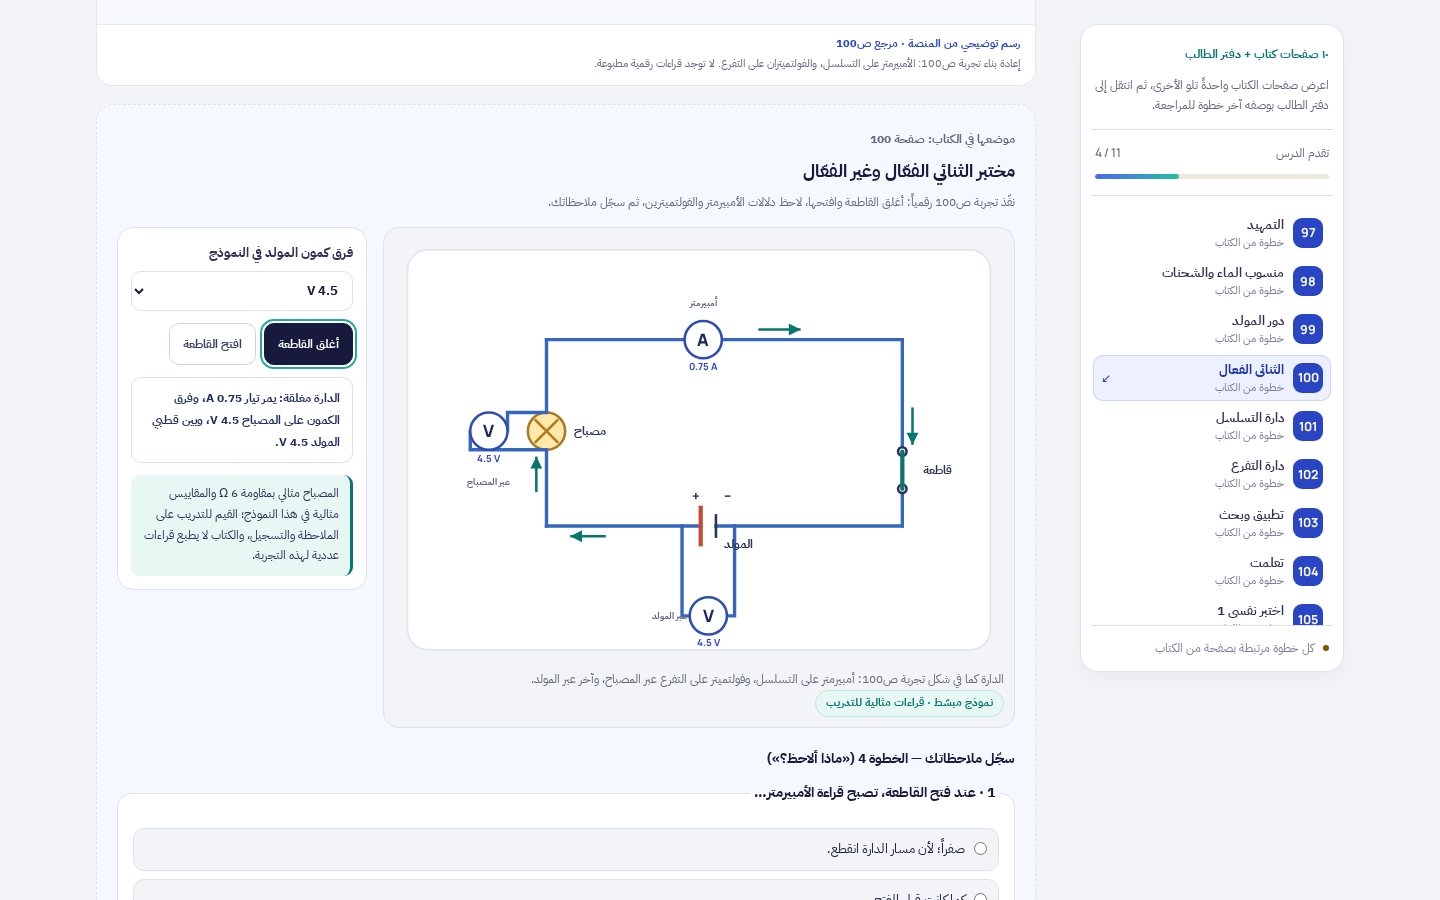 رسم توضيحي من المنصة · مرجع ص100
إعادة بناء تجربة ص100: الأمبيرمتر على التسلسل، والفولتميتران على التفرع. لا توجد قراءات رقمية مطبوعة.
موضعها في الكتاب: صفحة 100
مختبر الثنائي الفعّال وغير الفعّال
نفّذ تجربة ص100 رقمياً: أغلق القاطعة وافتحها، لاحظ دلالات الأمبيرمتر والفولتميترين، ثم سجّل ملاحظاتك.
أمبيرمتر
A
0.75 A
V
4.5 V
عبر المصباح
مصباح
قاطعة
+
−
المولد
V
4.5 V
الدارة كما في شكل تجربة ص100: أمبيرمتر على التسلسل، وفولتميتر على التفرع عبر المصباح، وآخر عبر المولد.
نموذج مبسّط · قراءات مثالية للتدريب
فرق كمون المولد في النموذج
4.5 V
أغلق القاطعة
افتح القاطعة
الدارة مغلقة: يمر تيار 0.75 A، وفرق
الكمون على المصباح 4.5 V، وبين قطبي
المولد 4.5 V.
المصباح مثالي بمقاومة 6 Ω والمقاييس
مثالية في هذا النموذج؛ القيم للتدريب على
الملاحظة والتسجيل، والكتاب لا يطبع قراءات
عددية لهذه التجربة.
سجّل ملاحظاتك — الخطوة 4 («ماذا ألاحظ؟»)
1 · عند فتح القاطعة، تصبح قراءة الأمبيرمتر…
صفراً؛ لأن مسار الدارة انقطع.
١٠ صفحات كتاب + دفتر الطالب
اعرض صفحات الكتاب واحدةً تلو الأخرى، ثم انتقل إلى
دفتر الطالب بوصفه آخر خطوة للمراجعة.
تقدم الدرس
4 / 11
97
التمهيد
خطوة من الكتاب
98
منسوب الماء والشحنات
خطوة من الكتاب
99
دور المولد
خطوة من الكتاب
100
الثنائي الفعال
خطوة من الكتاب
↙
101
دارة التسلسل
خطوة من الكتاب
102
دارة التفرع
خطوة من الكتاب
103
تطبيق وبحث
خطوة من الكتاب
104
تعلمت
خطوة من الكتاب
105
اختبر نفسي 1
كل خطوة مرتبطة بصفحة من الكتاب